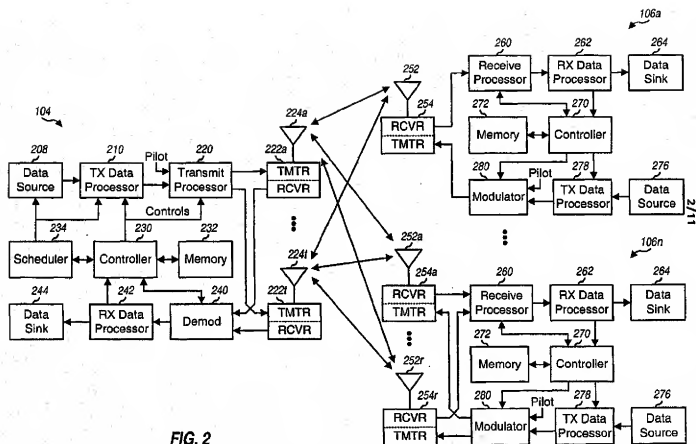 104
208
Data
Source
210
TX Data
Processor
Pilot
220
Transmit
Processor
Controls
234
Scheduler
230
Controller
232
Memory
244
Data
Sink
242
RX Data
Processor
240
Demod
224a
222a
TMTR
RCVR
224t
222t
TMTR
RCVR
106a
252
254
RCVR
TMTR
260
Receive
Processor
262
RX Data
Processor
264
Data
Sink
272
Memory
270
Controller
280
Modulator
Pilot
278
TX Data
Processor
276
Data
Source
2/11
106n
252a
254a
RCVR
TMTR
252r
254r
RCVR
TMTR
260
Receive
Processor
262
RX Data
Processor
264
Data
Sink
272
Memory
270
Controller
280
Modulator
Pilot
278
TX Data
Processor
276
Data
Source
FIG. 2